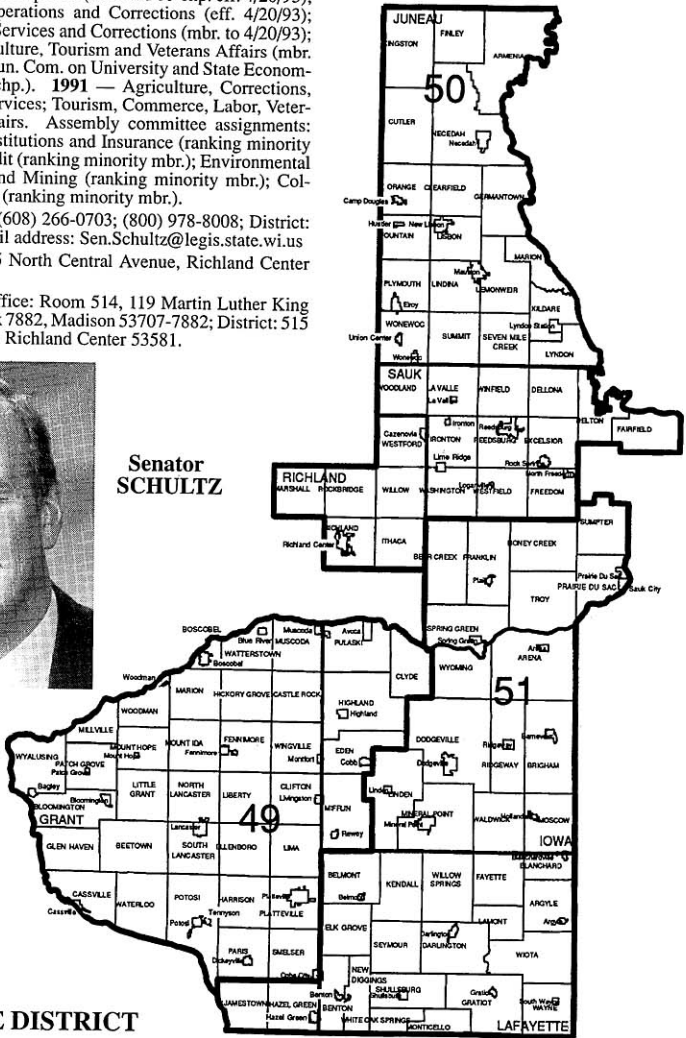 perations and Corrections (eff. 4/20/93);
Services and Corrections (mbr. to 4/20/93);
ulture, Tourism and Veterans Affairs (mbr.
un. Com. on University and State Econom-
hp.). 1991 — Agriculture, Corrections,
rvices; Tourism, Commerce, Labor, Veter-
airs. Assembly committee assignments:
stitutions and Insurance (ranking minority
lit (ranking minority mbr.); Environmental
nd Mining (ranking minority mbr.); Col-
(ranking minority mbr.).
(608) 266-0703; (800) 978-8008; District:
il address: Sen.Schultz@legis.state.wi.us
North Central Avenue, Richland Center
ffice: Room 514, 119 Martin Luther King
7882, Madison 53707-7882; District: 515
Richland Center 53581.
Senator
SCHULTZ
E DISTRICT
JUNEAU
KINGSTON
FINLEY
ARMENIA
50
CUTLER
NECEDAH
Necedah
ORANGE
CLEARFIELD
GERMANTOWN
Camp Douglas
Hustler
New Lisbon
FOUNTAIN
LISBON
MARION
Mauston
PLYMOUTH
LINDINA
LEMONWEIR
Elroy
KILDARE
WONEWOC
Lyndon Station
Union Center
SUMMIT
SEVEN MILE
CREEK
Wonewoc
LYNDON
SAUK
WOODLAND
LA VALLE
WINFIELD
DELLONA
La Valle
DELTON
FAIRFIELD
Ironton
Reedsburg
Cazenovia
WESTFORD
IRONTON
REEDSBURG
EXCELSIOR
Lime Ridge
Rock Springs
North Freedom
RICHLAND
MARSHALL
ROCKBRIDGE
WILLOW
WASHINGTON
Loganville
WESTFIELD
FREEDOM
RICHLAND
Richland Center
ITHACA
SUMPTER
BEAR CREEK
FRANKLIN
HONEY CREEK
Plain
Prairie Du Sac
PRAIRIE DU SAC
Sauk City
TROY
SPRING GREEN
Spring Green
BOSCOBEL
Blue River
Muscoda
MUSCODA
Avoca
PULASKI
WATTERSTOWN
Boscobel
CLYDE
WYOMING
Arena
ARENA
51
Woodman
MARION
HICKORY GROVE
CASTLE ROCK
WOODMAN
HIGHLAND
Highland
MILLVILLE
MOUNT HOPE
Mount Hope
MOUNT IDA
FENNIMORE
Fennimore
WINGVILLE
Montfort
EDEN
Cobb
DODGEVILLE
Dodgeville
Ridgeway
RIDGEWAY
Barneveld
BRIGHAM
WYALUSING
PATCH GROVE
Patch Grove
Bagley
BLOOMINGTON
Bloomington
LITTLE
GRANT
NORTH
LANCASTER
LIBERTY
CLIFTON
Livingston
MIFFLIN
Linden
LINDEN
MINERAL POINT
Mineral Point
WALDWICK
Hollandale
MOSCOW
GRANT
49
Lancaster
GLEN HAVEN
BEETOWN
SOUTH
LANCASTER
ELLENBORO
LIMA
Rewey
IOWA
Blanchardville
BLANCHARD
BELMONT
Belmont
KENDALL
WILLOW
SPRINGS
FAYETTE
ARGYLE
Argyle
CASSVILLE
Cassville
WATERLOO
POTOSI
Potosi
Tennyson
HARRISON
Platteville
PLATTEVILLE
ELK GROVE
Darlington
DARLINGTON
LAMONT
SEYMOUR
WIOTA
PARIS
Dickeyville
SMELSER
Cuba City
NEW
DIGGINGS
SHULLSBURG
Shullsburg
Gratiot
GRATIOT
South Wayne
WAYNE
JAMESTOWN
HAZEL GREEN
Hazel Green
Benton
BENTON
WHITE OAK SPRINGS
MONTICELLO
LAFAYETTE